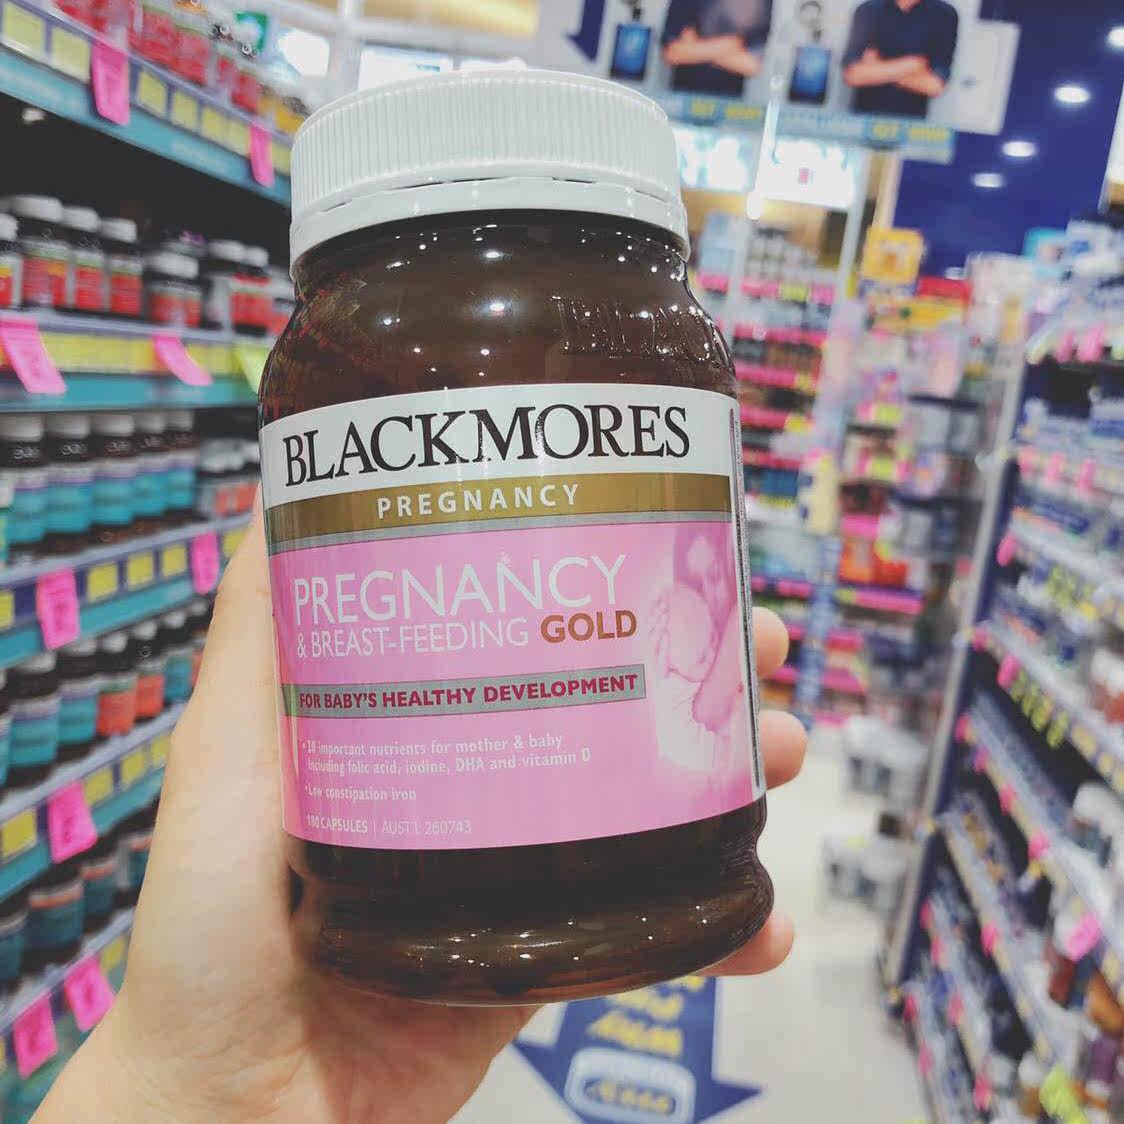 BLACKMORES
PREGNANCY
PREGNANCY
& BREAST-FEEDING GOLD
FOR BABY'S HEALTHY DEVELOPMENT
• 20 important nutrients for mother & baby
including folic acid, iodine, DHA and vitamin D
• Low constipation iron
180 CAPSULES | AUST L 260743